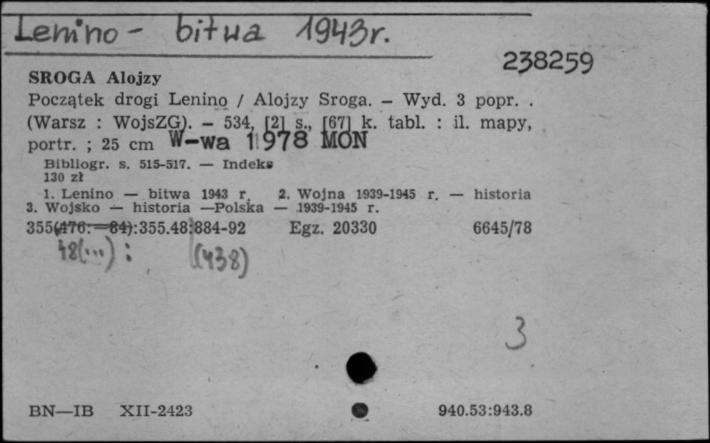 Lenino - bitwa 1943r.
238259
SROGA Alojzy
Początek drogi Lenino / Alojzy Sroga. – Wyd. 3 popr. .
(Warsz : WojsZG). – 534, [2] s., [67] k. tabl. : il. mapy,
portr. ; 25 cm W-wa 1978 MON
Bibliogr. s. 515-517. — Indeks
130 zł
1. Lenino — bitwa 1943 r. 2. Wojna 1939-1945 r. — historia
3. Wojsko — historia —Polska — 1939-1945 r.
355(476:—84):355.48:884-92 Egz. 20330 6645/78
48(...) : (438)
3
BN—IB XII-2423 940.53:943.8